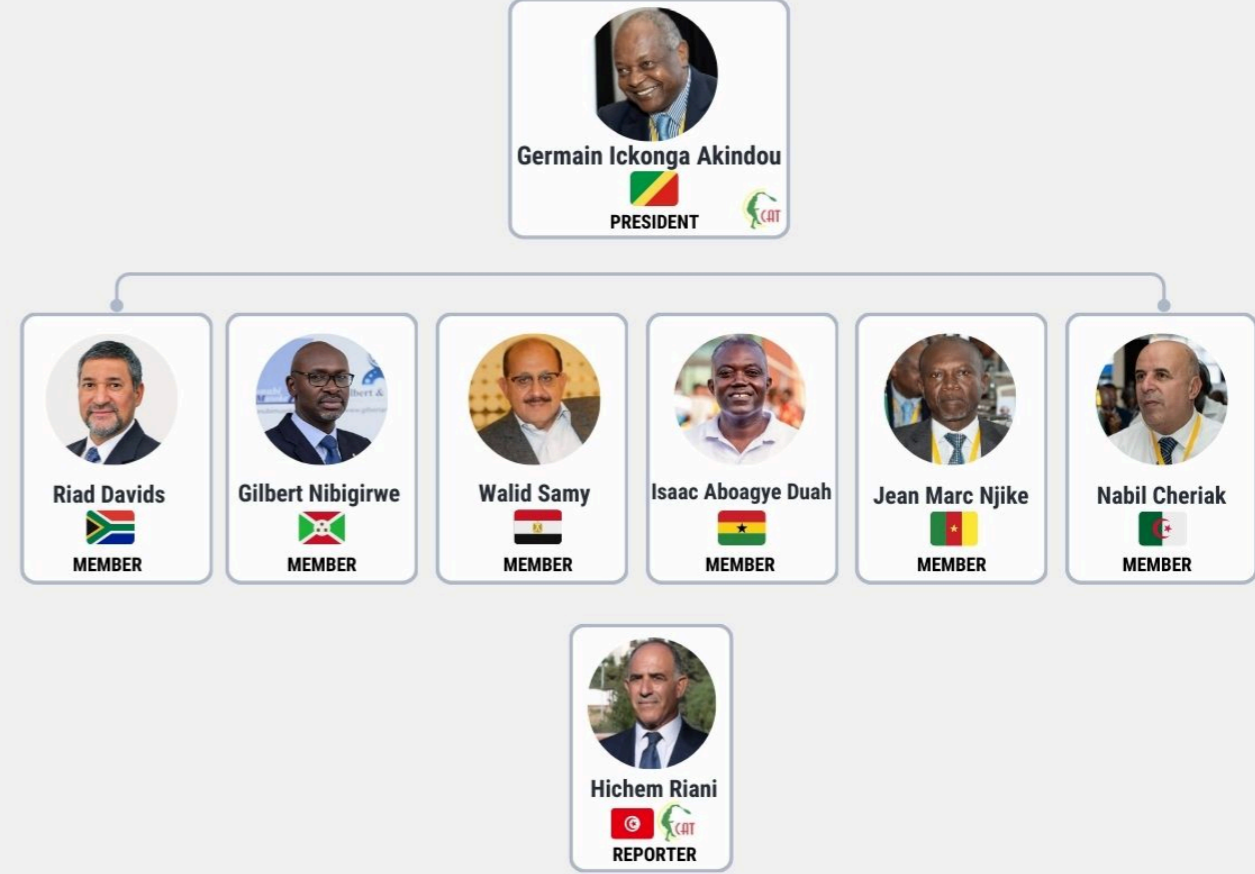 Germain Ickonga Akindou
CAT
PRESIDENT
Riad Davids
MEMBER
Gilbert Nibigirwe
MEMBER
Walid Samy
MEMBER
Isaac Aboagye Duah
MEMBER
Jean Marc Njike
MEMBER
Nabil Cheriak
MEMBER
Hichem Riani
CAT
REPORTER